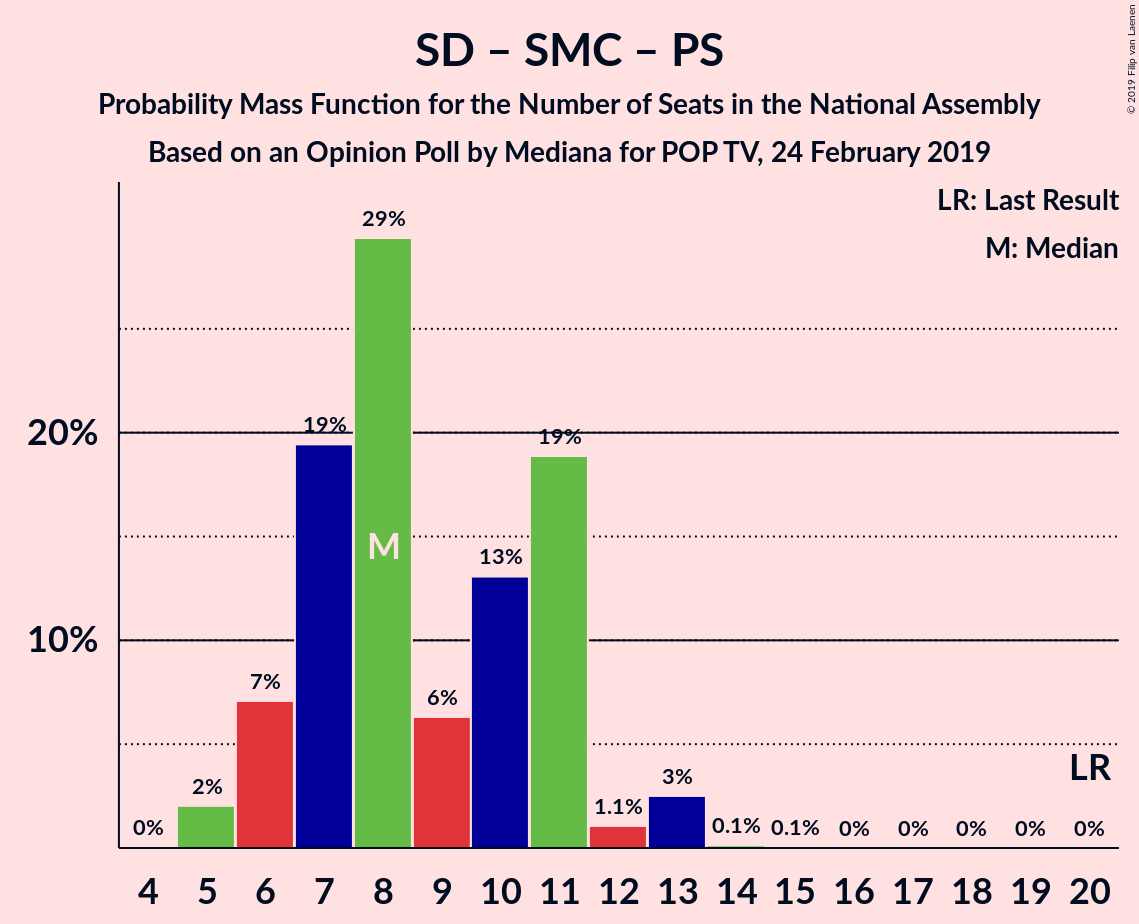 SD – SMC – PS
Probability Mass Function for the Number of Seats in the National Assembly
Based on an Opinion Poll by Mediana for POP TV, 24 February 2019
© 2019 Filip van Laenen
LR: Last Result
M: Median
29%
20%
19%
19%
M
13%
10%
7%
6%
LR
2%
3%
1.1%
0%
0.1%
0.1%
0%
0%
0%
0%
0%
4 5 6 7 8 9 10 11 12 13 14 15 16 17 18 19 20